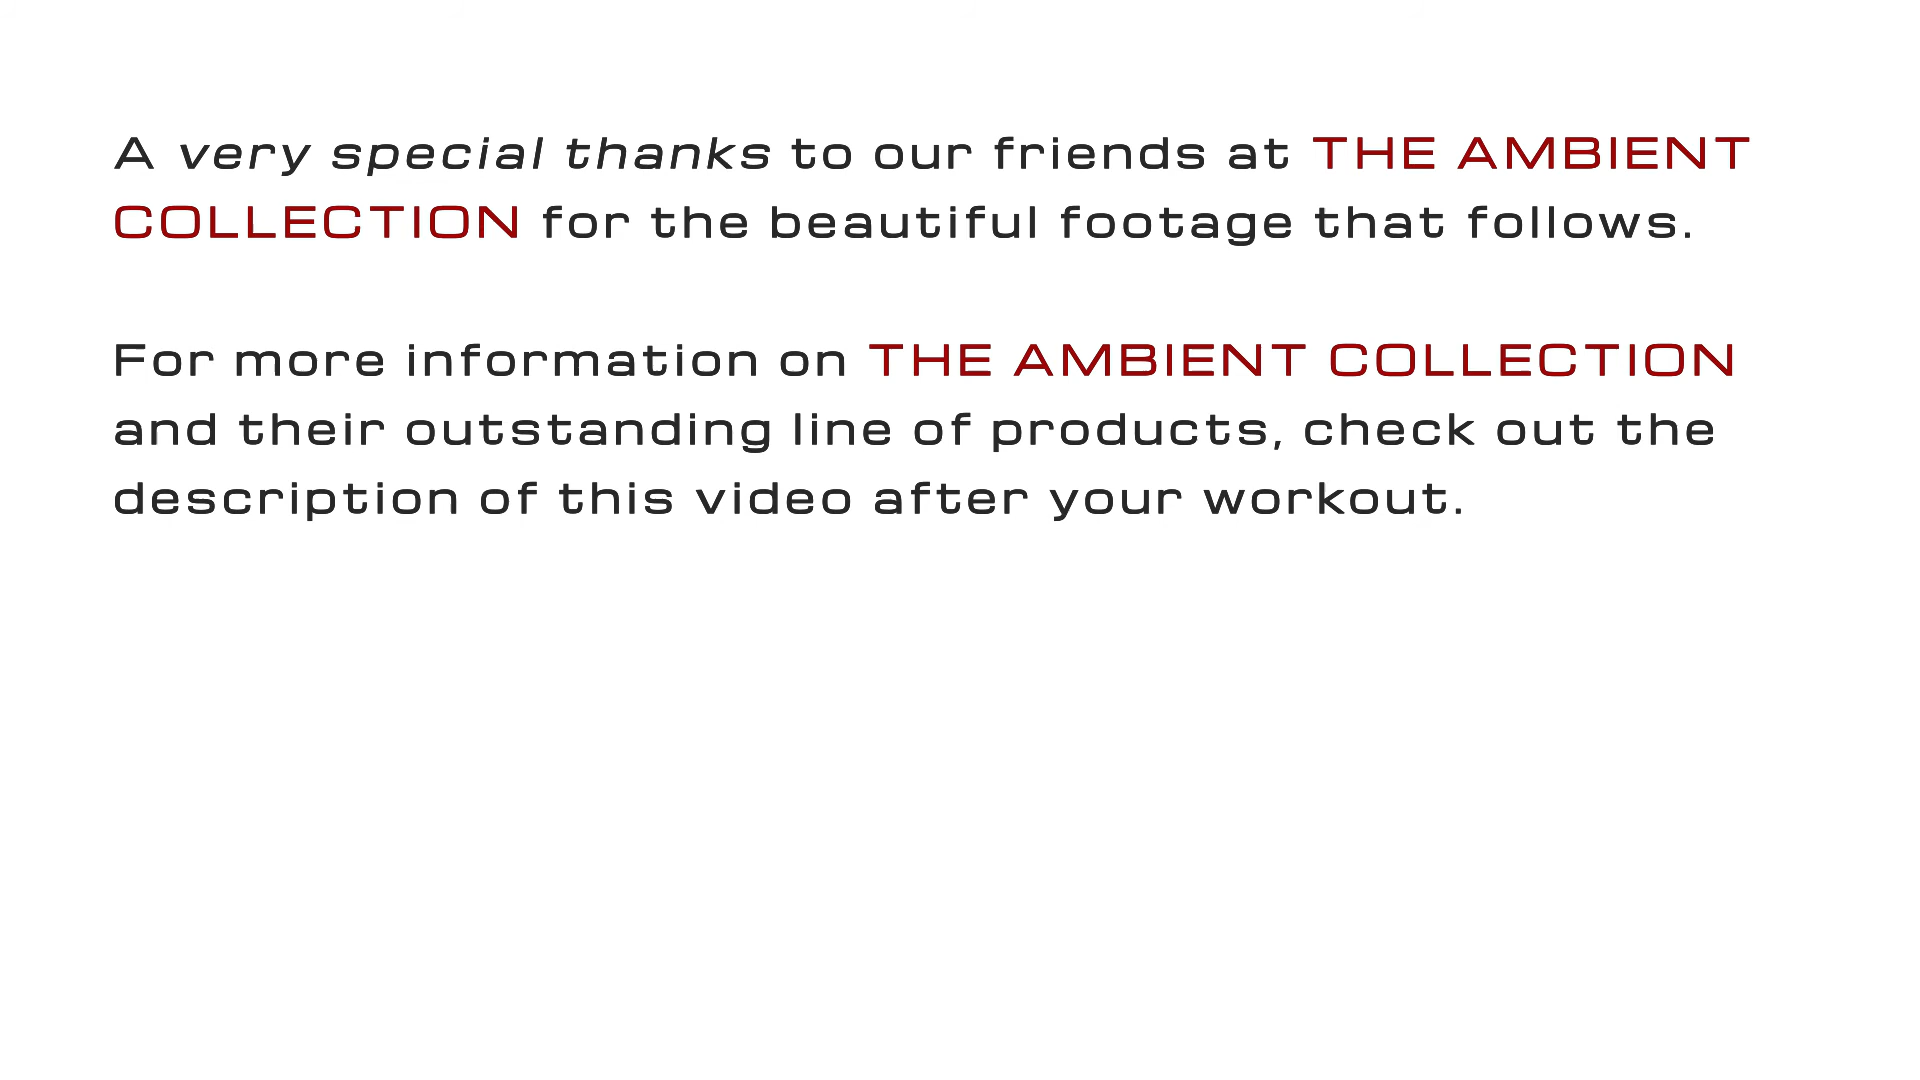 A very special thanks to our friends at THE AMBIENT
COLLECTION for the beautiful footage that follows.
For more information on THE AMBIENT COLLECTION
and their outstanding line of products, check out the
description of this video after your workout.